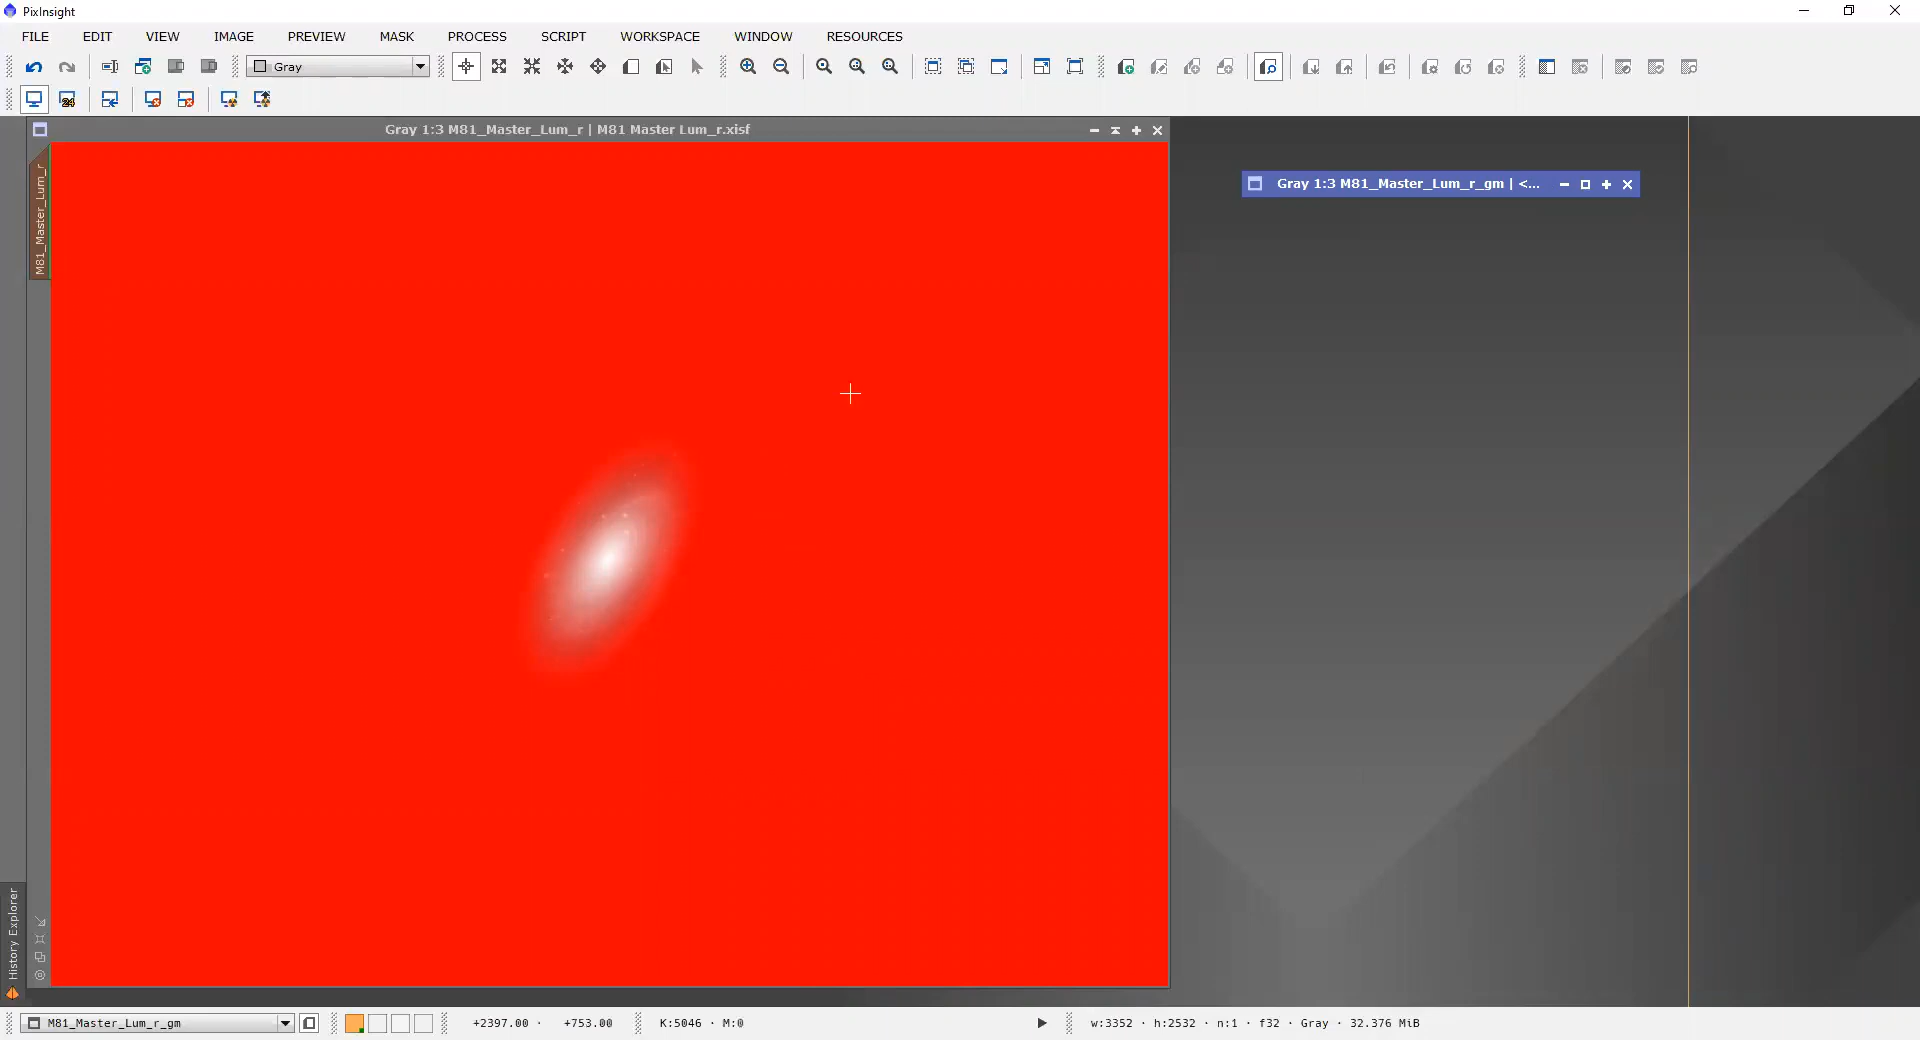 PixInsight
FILE EDIT VIEW IMAGE PREVIEW MASK PROCESS SCRIPT WORKSPACE WINDOW RESOURCES
Gray
24
Gray 1:3 M81_Master_Lum_r | M81 Master Lum_r.xisf
M81_Master_Lum_r
Gray 1:3 M81_Master_Lum_r_gm | <...
History Explorer
M81_Master_Lum_r_gm
+2397.00 · +753.00
K:5046 · M:0
w:3352 · h:2532 · n:1 · f32 · Gray · 32.376 MiB